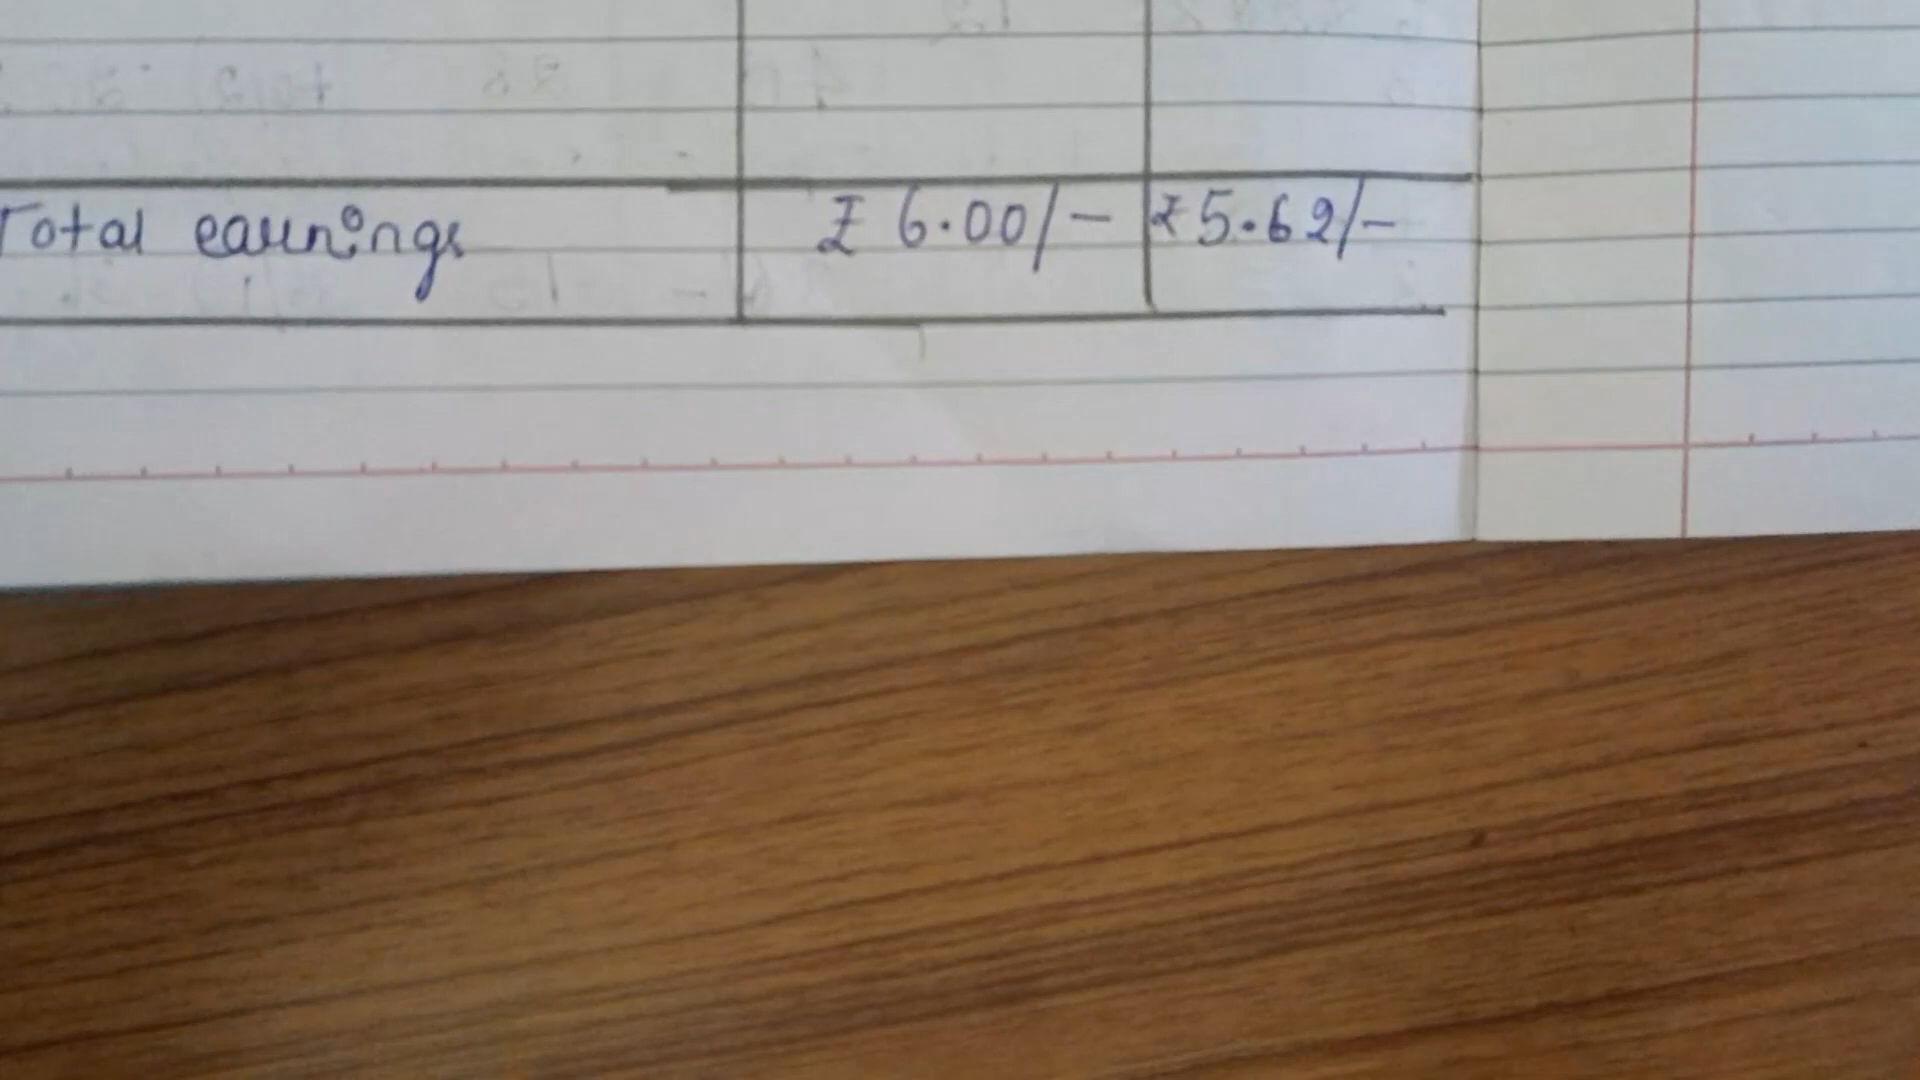 Total earnings ₹ 6.00/- ₹5.62/-